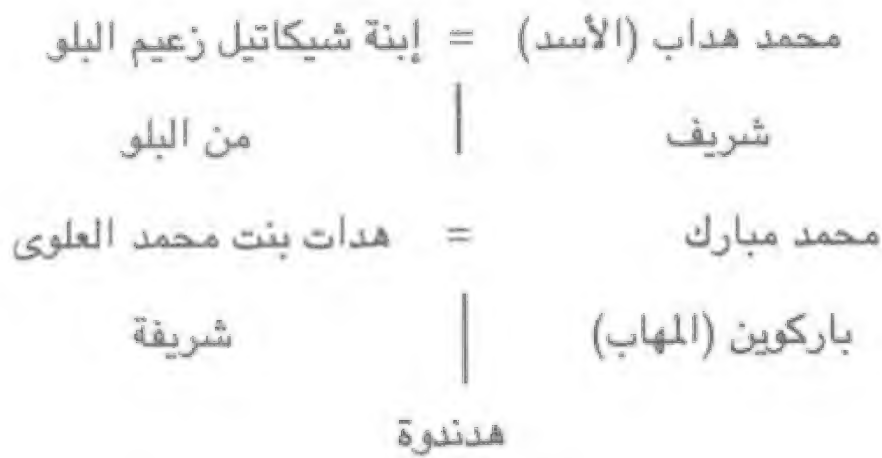 محمد هداب (الأسد) = إبنة شيكاتيل زعيم البلو
شريف من البلو
محمد مبارك = هدات بنت محمد العلوى
باركوين (المهاب) شريفة
هدندوة